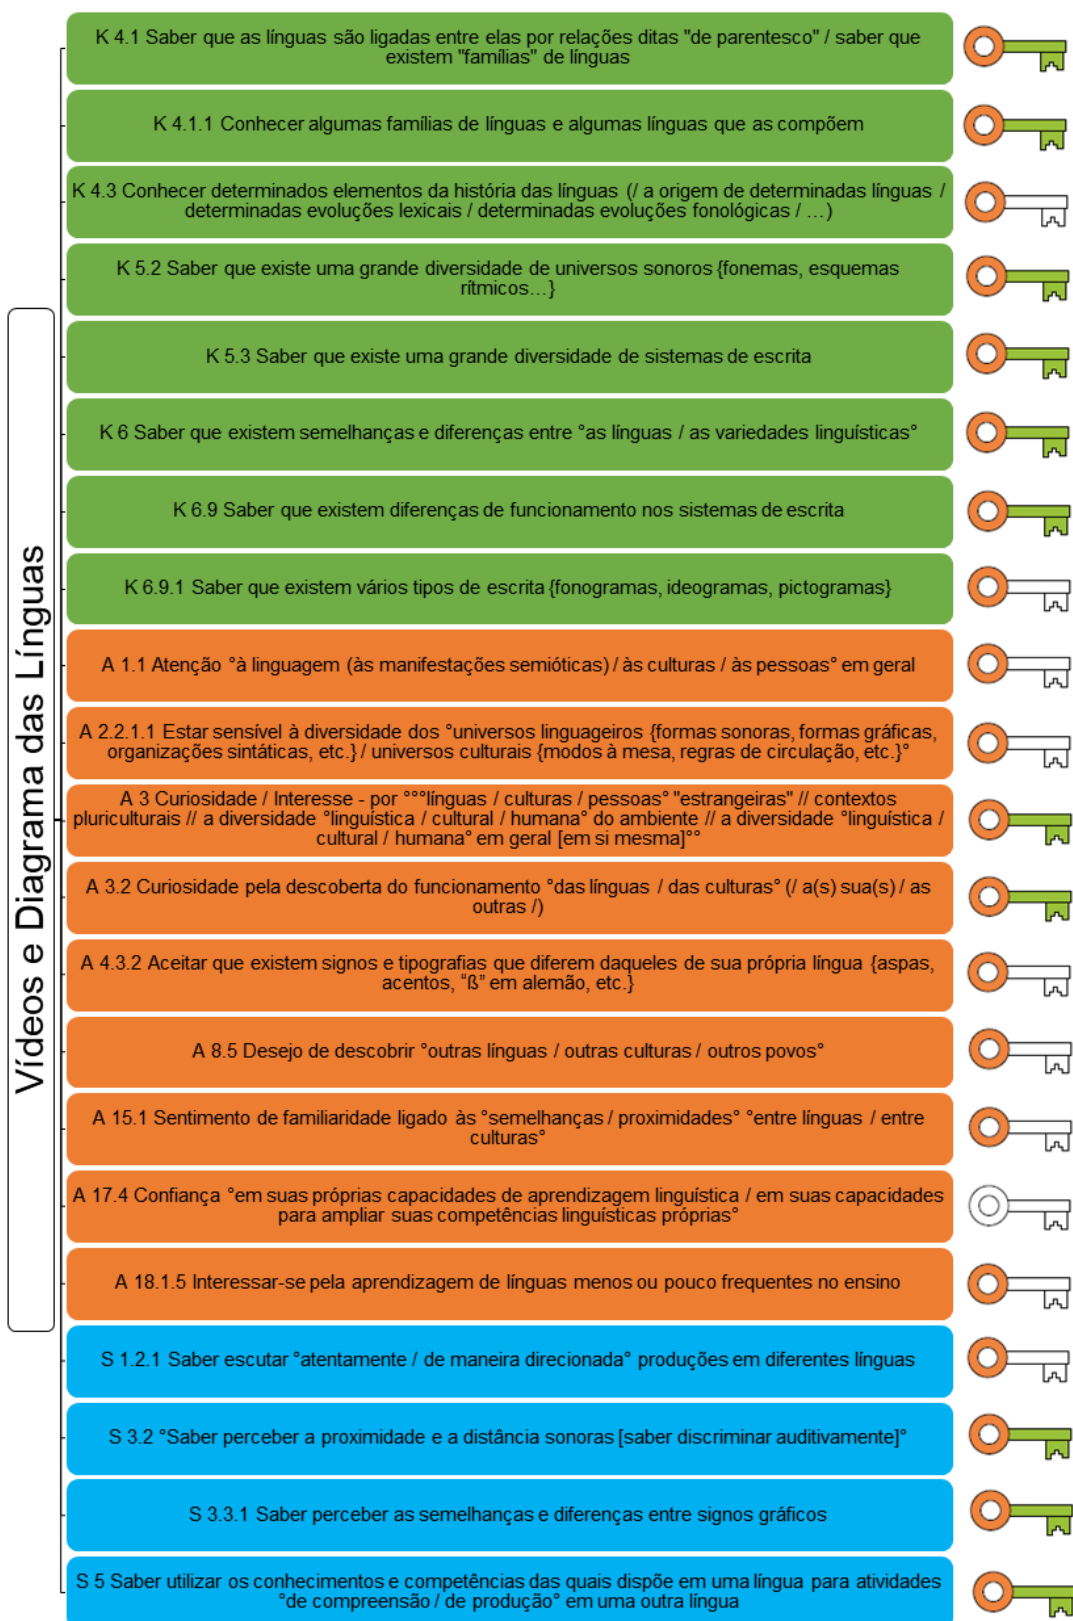 Vídeos e Diagrama das Línguas
K 4.1 Saber que as línguas são ligadas entre elas por relações ditas "de parentesco" / saber que
existem "famílias" de línguas
K 4.1.1 Conhecer algumas famílias de línguas e algumas línguas que as compõem
K 4.3 Conhecer determinados elementos da história das línguas (/ a origem de determinadas línguas /
determinadas evoluções lexicais / determinadas evoluções fonológicas / …)
K 5.2 Saber que existe uma grande diversidade de universos sonoros {fonemas, esquemas
rítmicos…}
K 5.3 Saber que existe uma grande diversidade de sistemas de escrita
K 6 Saber que existem semelhanças e diferenças entre °as línguas / as variedades linguísticas°
K 6.9 Saber que existem diferenças de funcionamento nos sistemas de escrita
K 6.9.1 Saber que existem vários tipos de escrita {fonogramas, ideogramas, pictogramas}
A 1.1 Atenção °à linguagem (às manifestações semióticas) / às culturas / às pessoas° em geral
A 2.2.1.1 Estar sensível à diversidade dos °universos linguageiros {formas sonoras, formas gráficas,
organizações sintáticas, etc.} / universos culturais {modos à mesa, regras de circulação, etc.}°
A 3 Curiosidade / Interesse - por °°°línguas / culturas / pessoas° "estrangeiras" // contextos
pluriculturais // a diversidade °linguística / cultural / humana° do ambiente // a diversidade °linguística /
cultural / humana° em geral [em si mesma]°°
A 3.2 Curiosidade pela descoberta do funcionamento °das línguas / das culturas° (/ a(s) sua(s) / as
outras /)
A 4.3.2 Aceitar que existem signos e tipografias que diferem daqueles de sua própria língua {aspas,
acentos, “ß” em alemão, etc.}
A 8.5 Desejo de descobrir °outras línguas / outras culturas / outros povos°
A 15.1 Sentimento de familiaridade ligado às °semelhanças / proximidades° °entre línguas / entre
culturas°
A 17.4 Confiança °em suas próprias capacidades de aprendizagem linguística / em suas capacidades
para ampliar suas competências linguísticas próprias°
A 18.1.5 Interessar-se pela aprendizagem de línguas menos ou pouco frequentes no ensino
S 1.2.1 Saber escutar °atentamente / de maneira direcionada° produções em diferentes línguas
S 3.2 °Saber perceber a proximidade e a distância sonoras [saber discriminar auditivamente]°
S 3.3.1 Saber perceber as semelhanças e diferenças entre signos gráficos
S 5 Saber utilizar os conhecimentos e competências das quais dispõe em uma língua para atividades
°de compreensão / de produção° em uma outra língua